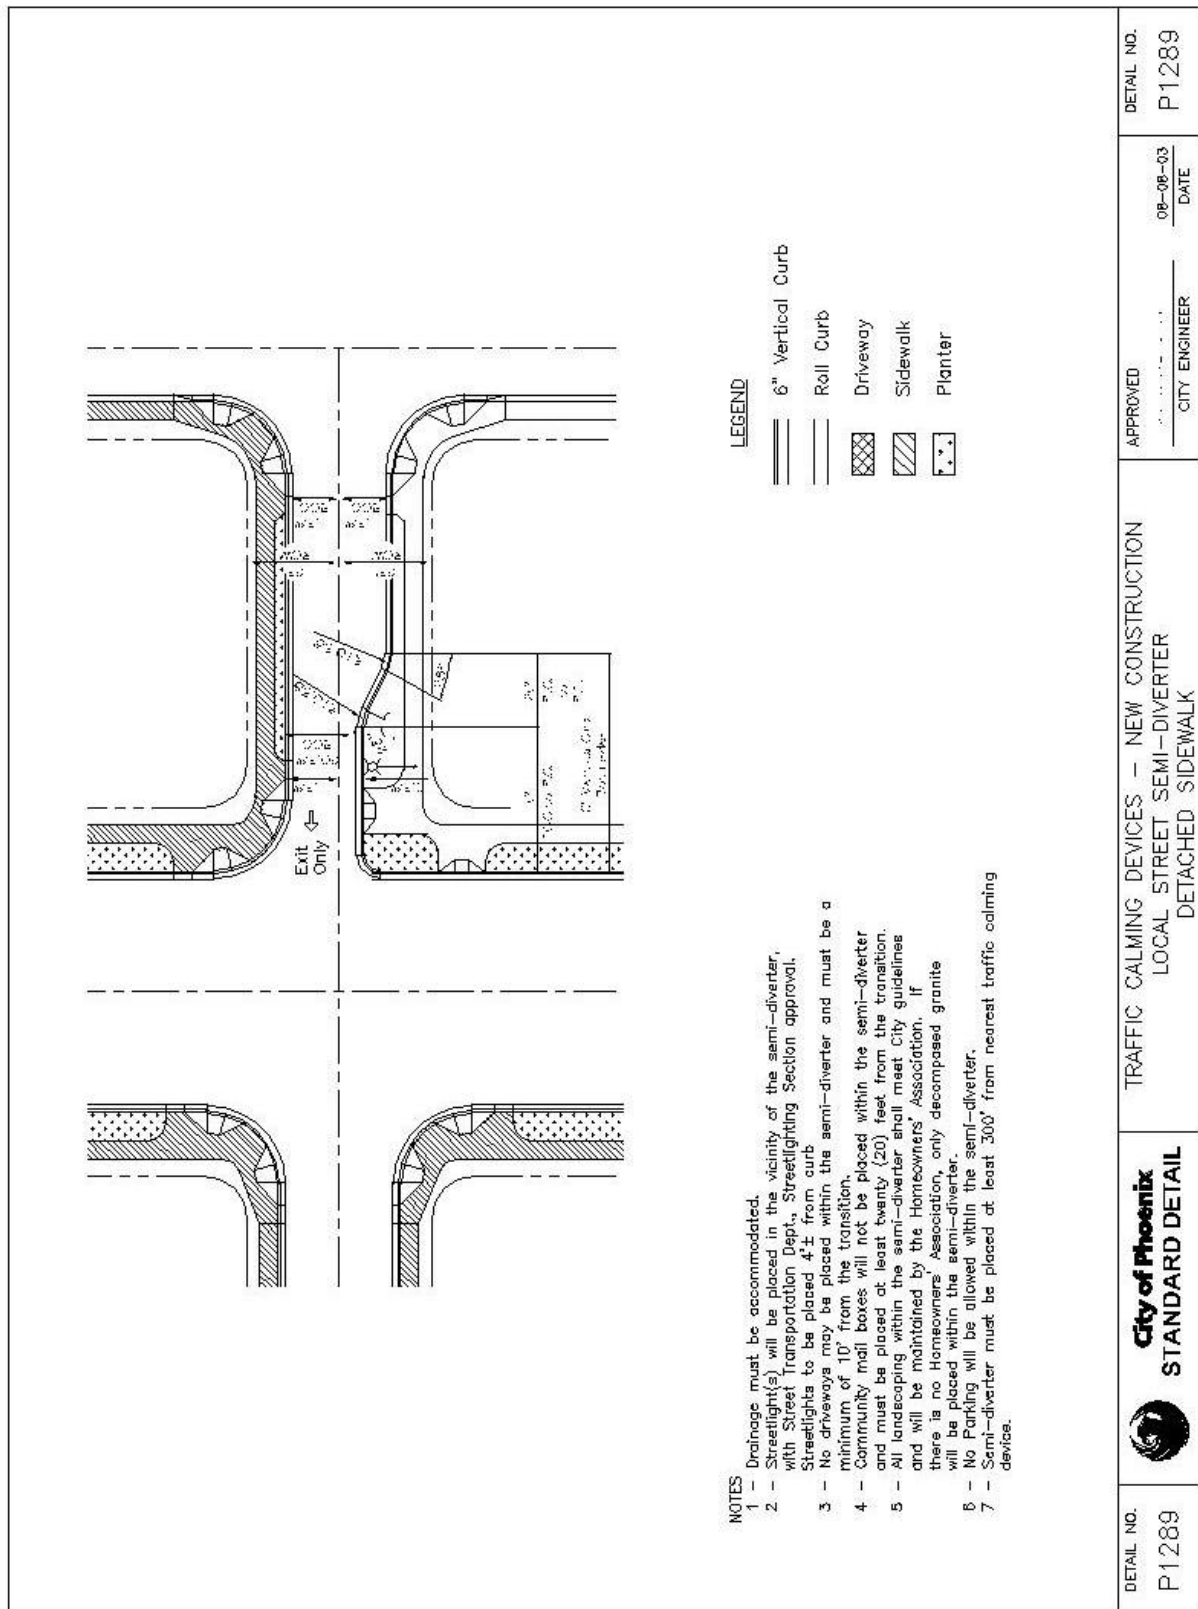 Exit
Only
LEGEND
6" Vertical Curb
Roll Curb
Driveway
Sidewalk
Planter
NOTES
1 - Drainage must be accommodated.
2 - Streetlight(s) will be placed in the vicinity of the semi-diverter,
with Street Transportation Dept., Streetlighting Section approval.
Streetlights to be placed 4'± from curb
3 - No driveways may be placed within the semi-diverter and must be a
minimum of 10' from the transition.
4 - Community mail boxes will not be placed within the semi-diverter
and must be placed at least twenty (20) feet from the transition.
5 - All landscaping within the semi-diverter shall meet City guidelines
and will be maintained by the Homeowners' Association. If
there is no Homeowners' Association, only decomposed granite
will be placed within the semi-diverter.
6 - No Parking will be allowed within the semi-diverter.
7 - Semi-diverter must be placed at least 300' from nearest traffic calming
device.
DETAIL NO.
P1289
City of Phoenix
STANDARD DETAIL
TRAFFIC CALMING DEVICES - NEW CONSTRUCTION
LOCAL STREET SEMI-DIVERTER
DETACHED SIDEWALK
APPROVED
CITY ENGINEER
08-08-03
DATE
DETAIL NO.
P1289